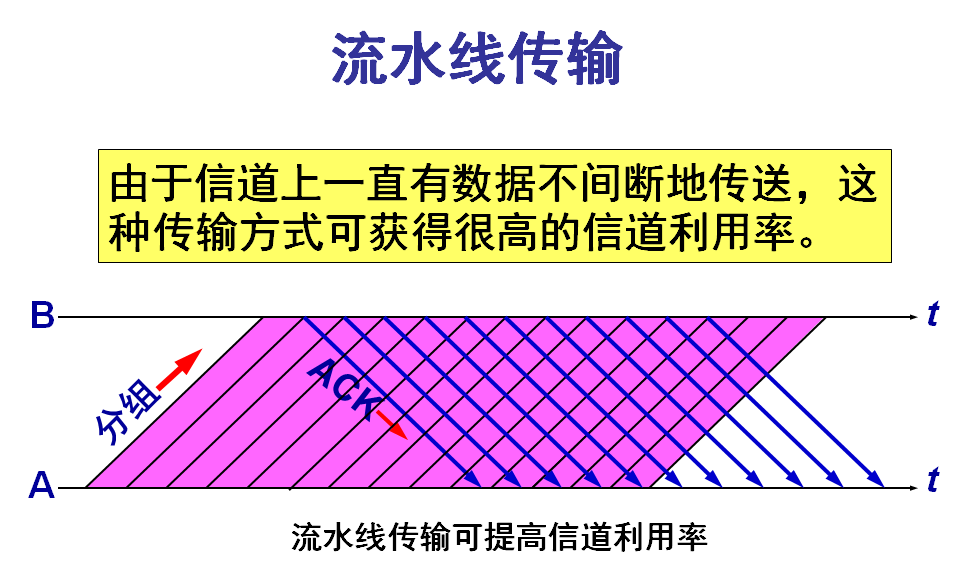 流水线传输
由于信道上一直有数据不间断地传送，这
种传输方式可获得很高的信道利用率。
B
t
分组
ACK
A
t
流水线传输可提高信道利用率